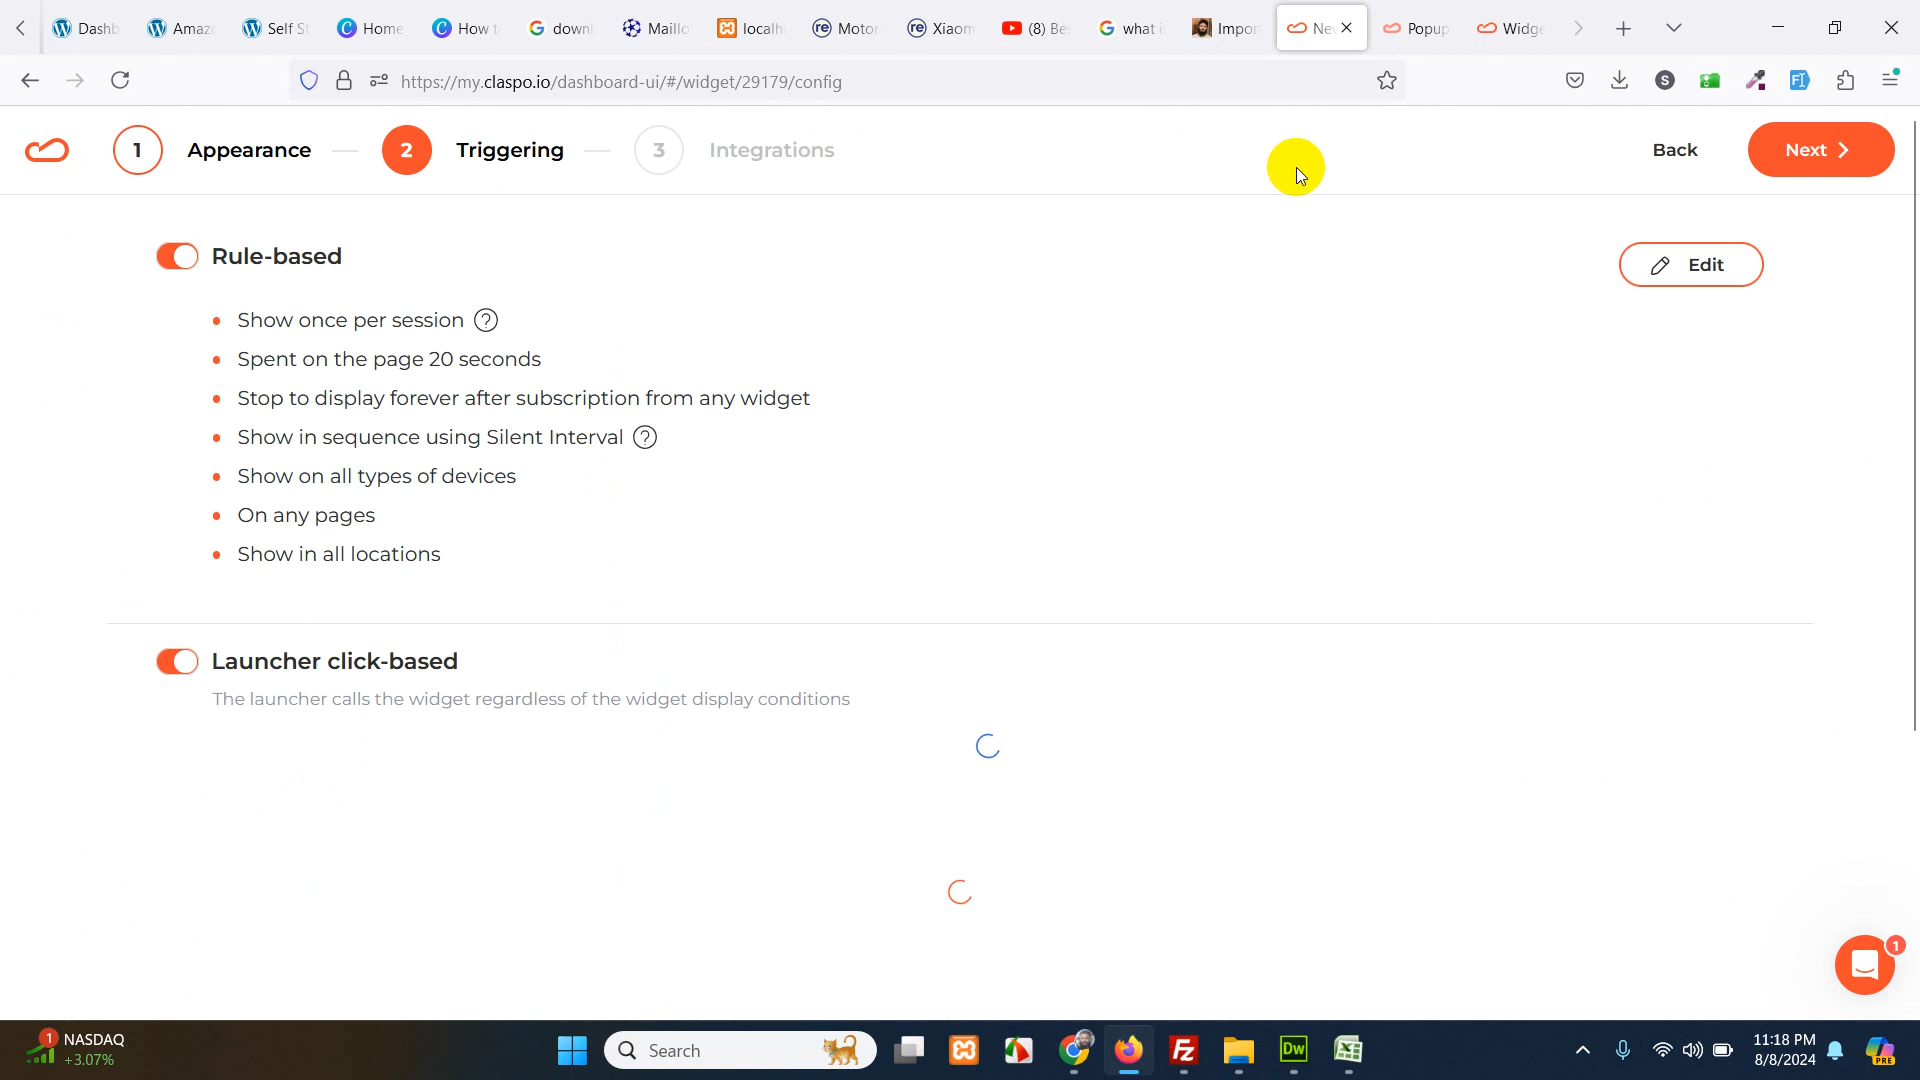 Dashb
Amaz
Self S
Home
How t
downl
Maillo
localh
Motor
Xiaom
(8) Be
what i
Impor
Ne
Popup
Widge
https://my.claspo.io/dashboard-ui/#/widget/29179/config
1 Appearance
2 Triggering
3 Integrations
Back
Next
Rule-based
Edit
Show once per session ?
Spent on the page 20 seconds
Stop to display forever after subscription from any widget
Show in sequence using Silent Interval ?
Show on all types of devices
On any pages
Show in all locations
Launcher click-based
The launcher calls the widget regardless of the widget display conditions
1
1 NASDAQ
+3.07%
Search
Dw
11:18 PM
8/8/2024
PRE